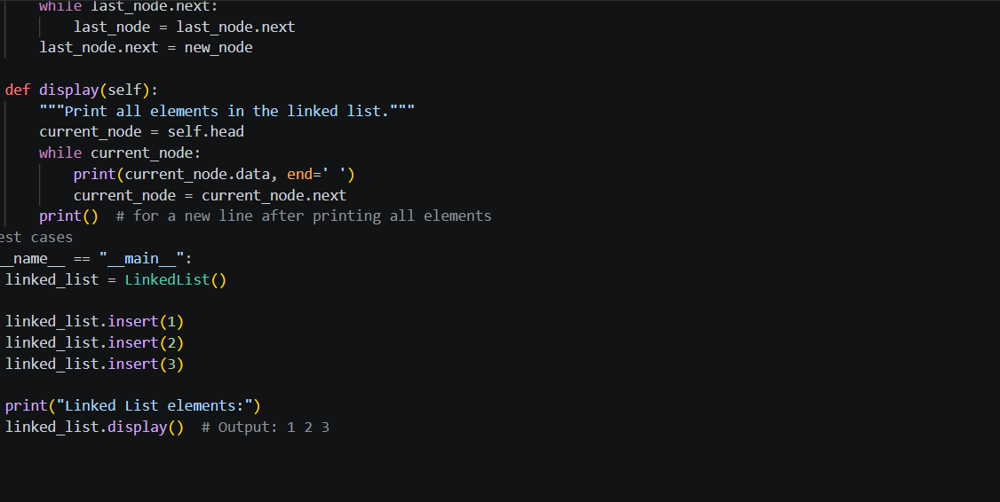 while last_node.next:
last_node = last_node.next
last_node.next = new_node
def display(self):
"""Print all elements in the linked list."""
current_node = self.head
while current_node:
print(current_node.data, end=' ')
current_node = current_node.next
print()  # for a new line after printing all elements
est cases
__name__ == "__main__":
linked_list = LinkedList()
linked_list.insert(1)
linked_list.insert(2)
linked_list.insert(3)
print("Linked List elements:")
linked_list.display()  # Output: 1 2 3